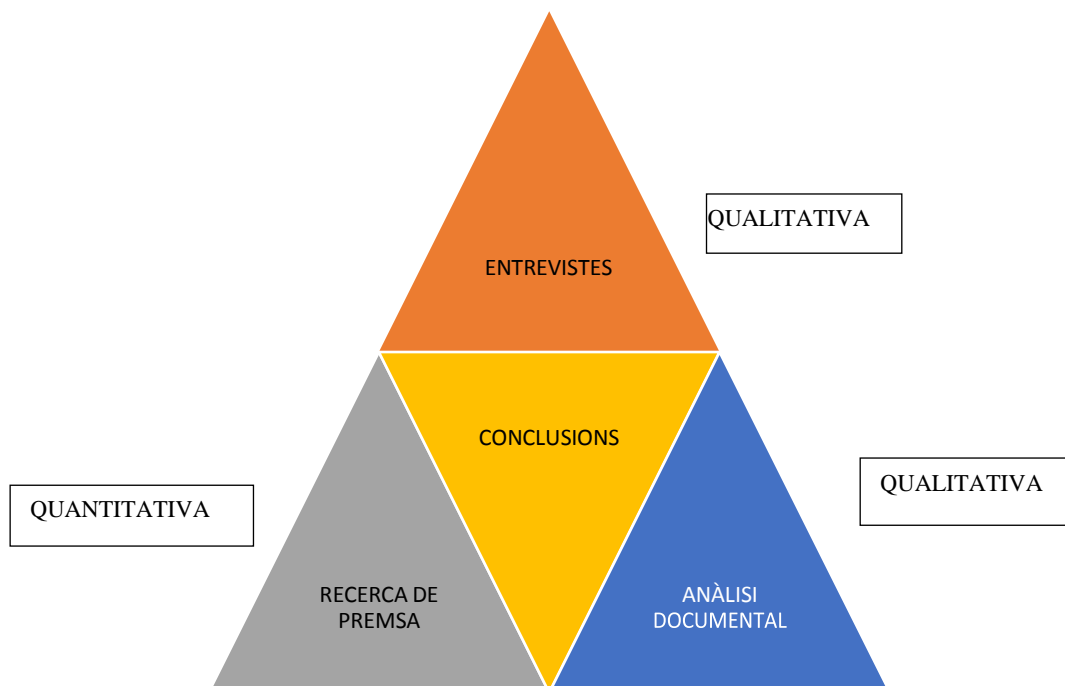 QUALITATIVA
ENTREVISTES
CONCLUSIONS
QUANTITATIVA
QUALITATIVA
RECERCA DE
PREMSA
ANÀLISI
DOCUMENTAL